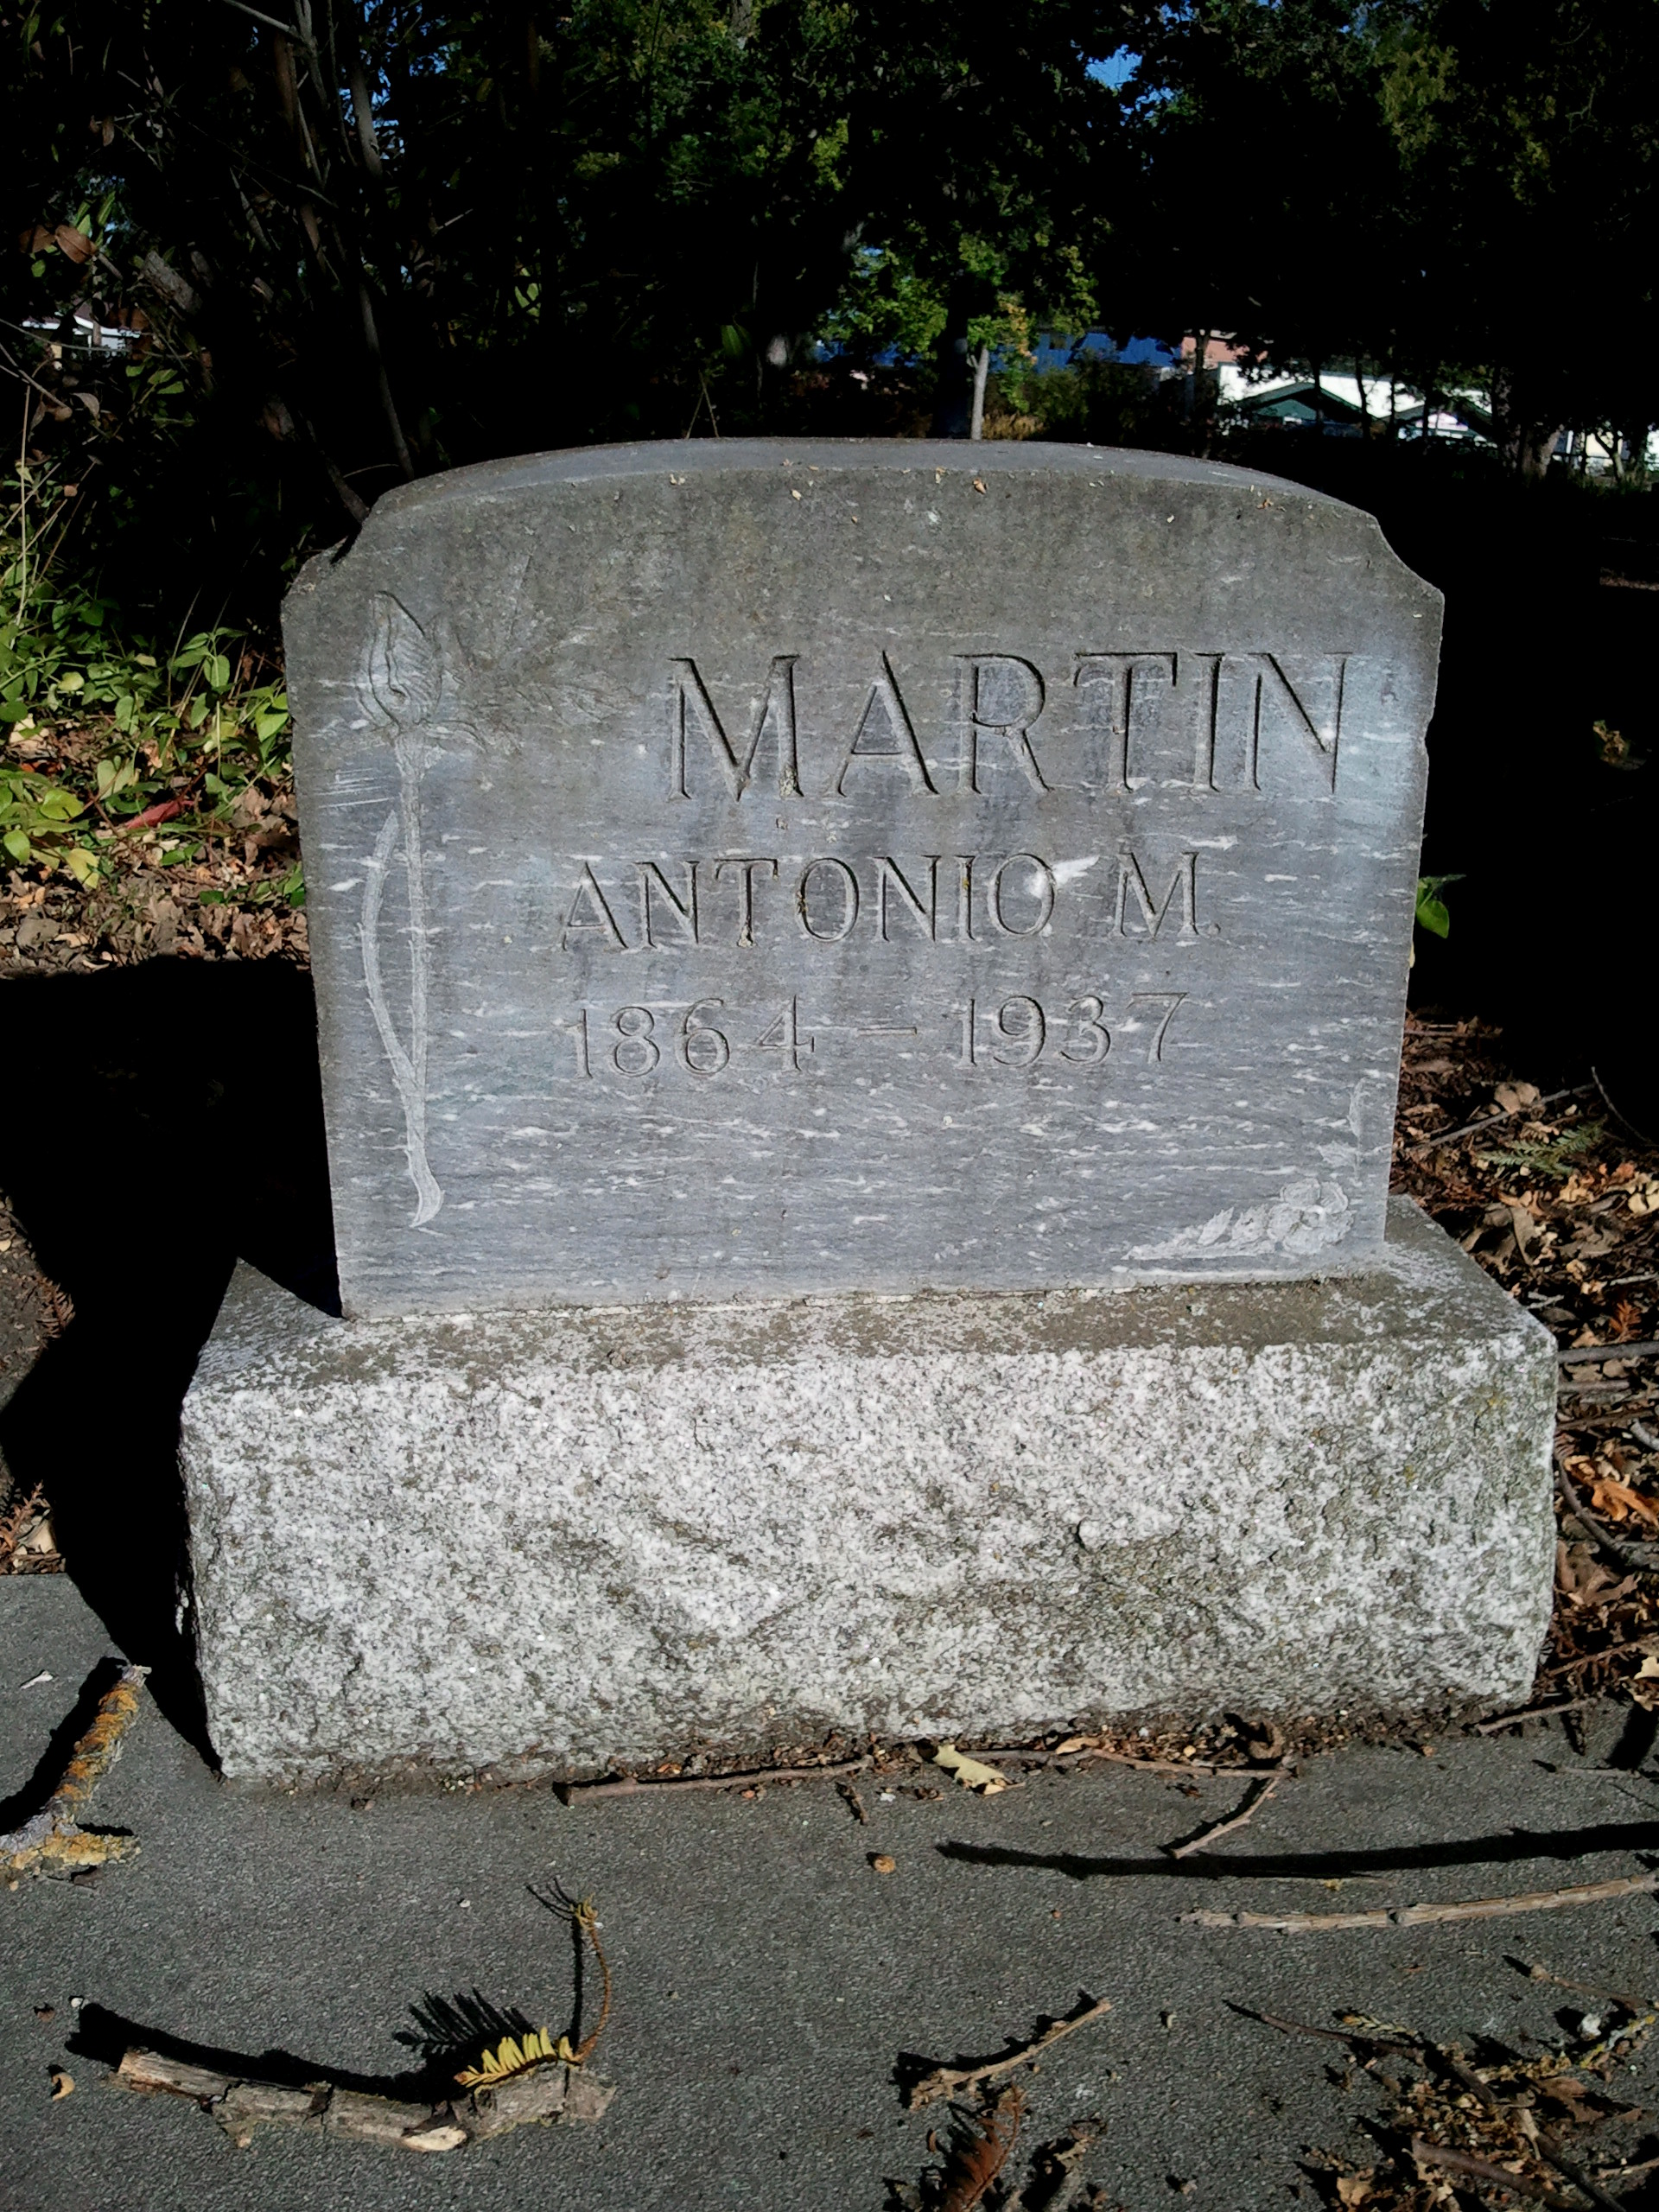 MARTIN
ANTONIO M.
1864 – 1937